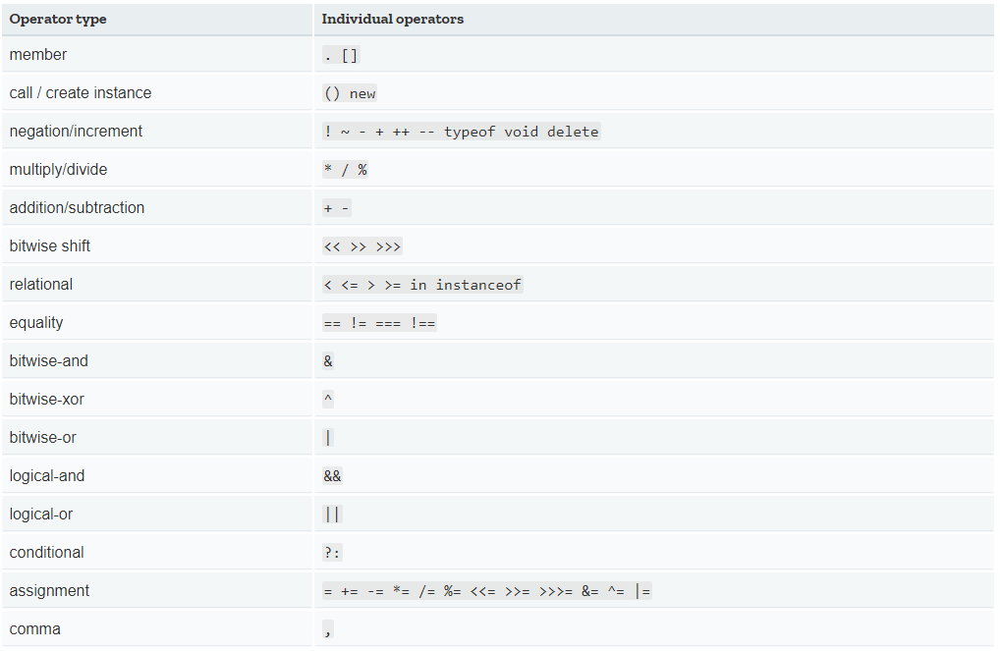 Operator type Individual operators
member . []
call / create instance () new
negation/increment ! ~ - + ++ -- typeof void delete
multiply/divide * / %
addition/subtraction + -
bitwise shift << >> >>>
relational < <= > >= in instanceof
equality == != === !==
bitwise-and &
bitwise-xor ^
bitwise-or |
logical-and &&
logical-or ||
conditional ?:
assignment = += -= *= /= %= <<= >>= >>>= &= ^= |=
comma ,